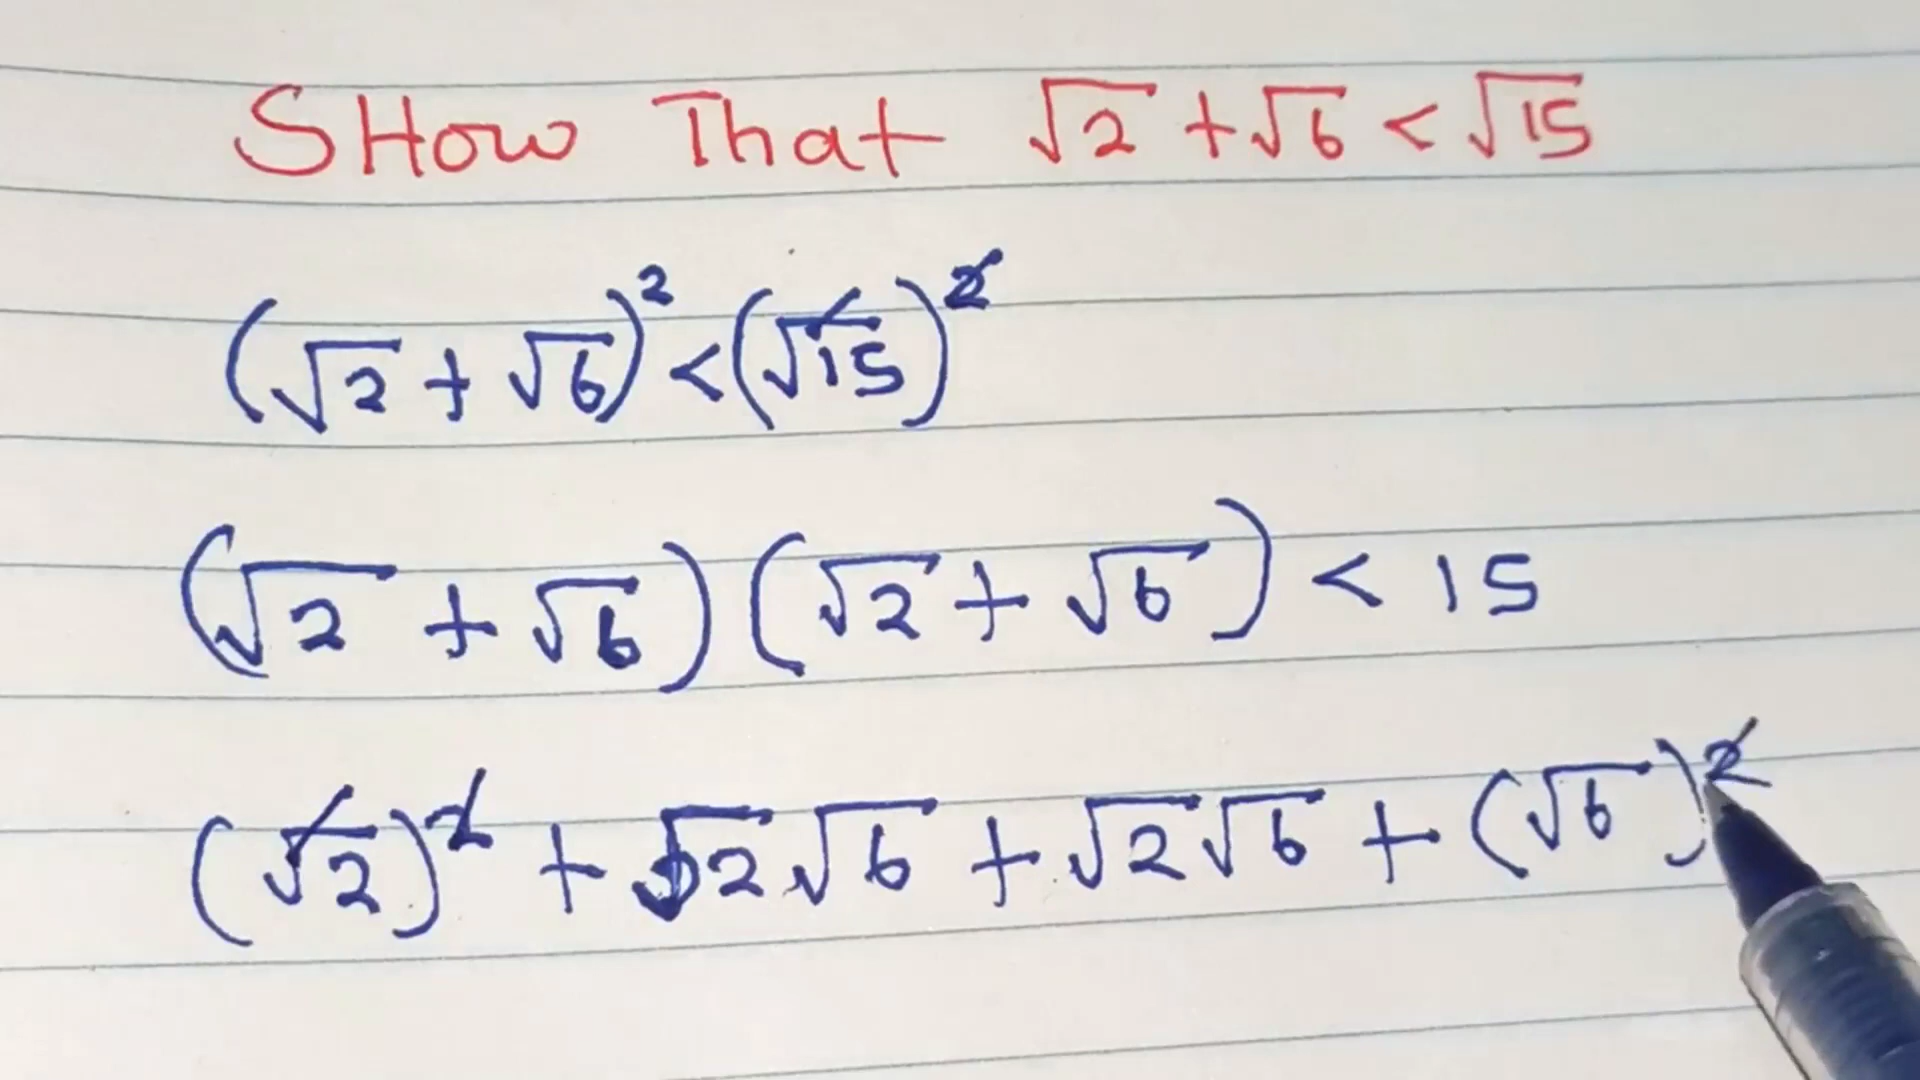 SHow That √2 + √6 < √15
(√2 + √6)² < (√15)²
(√2 + √6)(√2 + √6) < 15
(√2)² + √2√6 + √2√6 + (√6)²